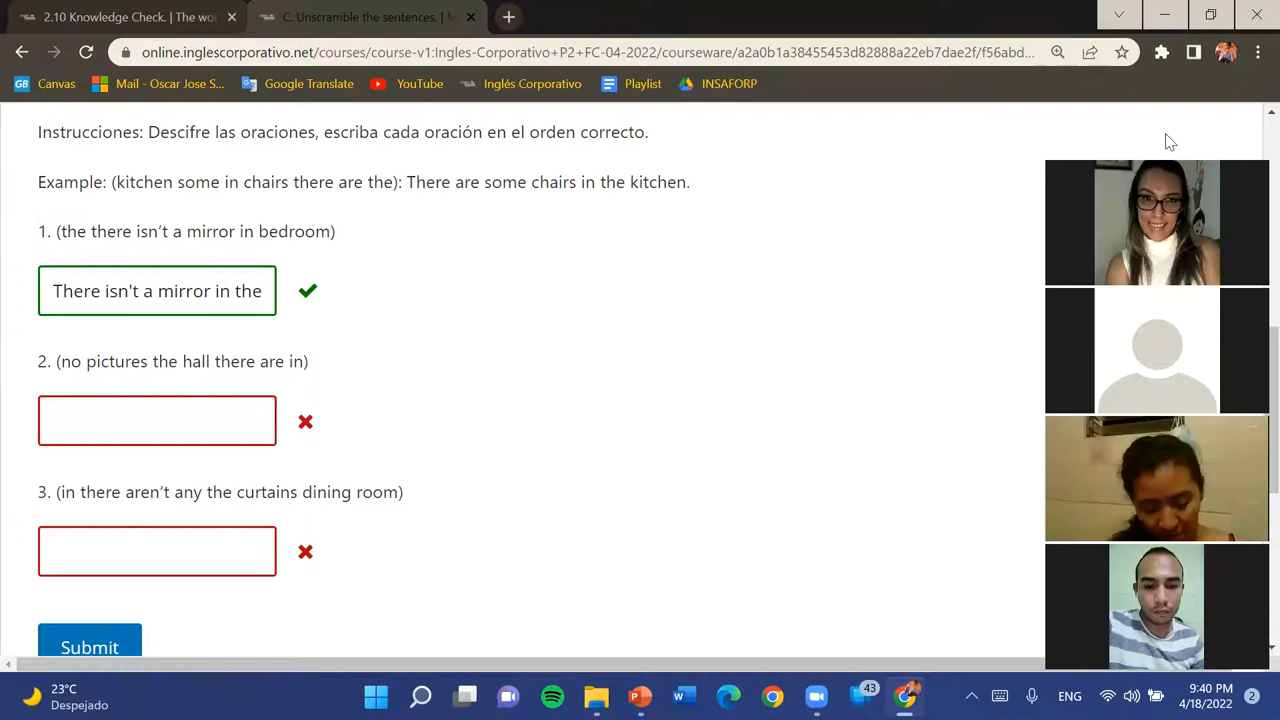 2.10 Knowledge Check. | The wo
C. Unscramble the sentences. |
online.inglescorporativo.net/courses/course-v1:Ingles-Corporativo+P2+FC-04-2022/courseware/a2a0b1a38455453d82888a22eb7dae2f/f56abd...
GB Canvas Mail - Oscar Jose S... Google Translate YouTube Inglés Corporativo Playlist INSAFORP
Instrucciones: Descifre las oraciones, escriba cada oración en el orden correcto.
Example: (kitchen some in chairs there are the): There are some chairs in the kitchen.
1. (the there isn't a mirror in bedroom)
There isn't a mirror in the
2. (no pictures the hall there are in)
3. (in there aren't any the curtains dining room)
Submit
23°C
Despejado
43
ENG
9:40 PM
4/18/2022
2